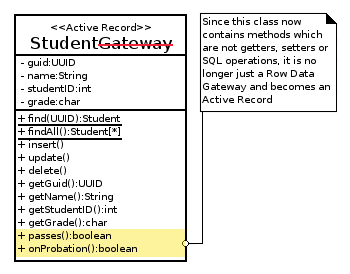 <<Active Record>>
StudentGateway
- guid:UUID
- name:String
- studentID:int
- grade:char
+ find(UUID):Student
+ findAll():Student[*]
+ insert()
+ update()
+ delete()
+ getGuid():UUID
+ getName():String
+ getStudentID():int
+ getGrade():char
+ passes():boolean
+ onProbation():boolean
Since this class now
contains methods which
are not getters, setters or
SQL operations, it is no
longer just a Row Data
Gateway and becomes an
Active Record